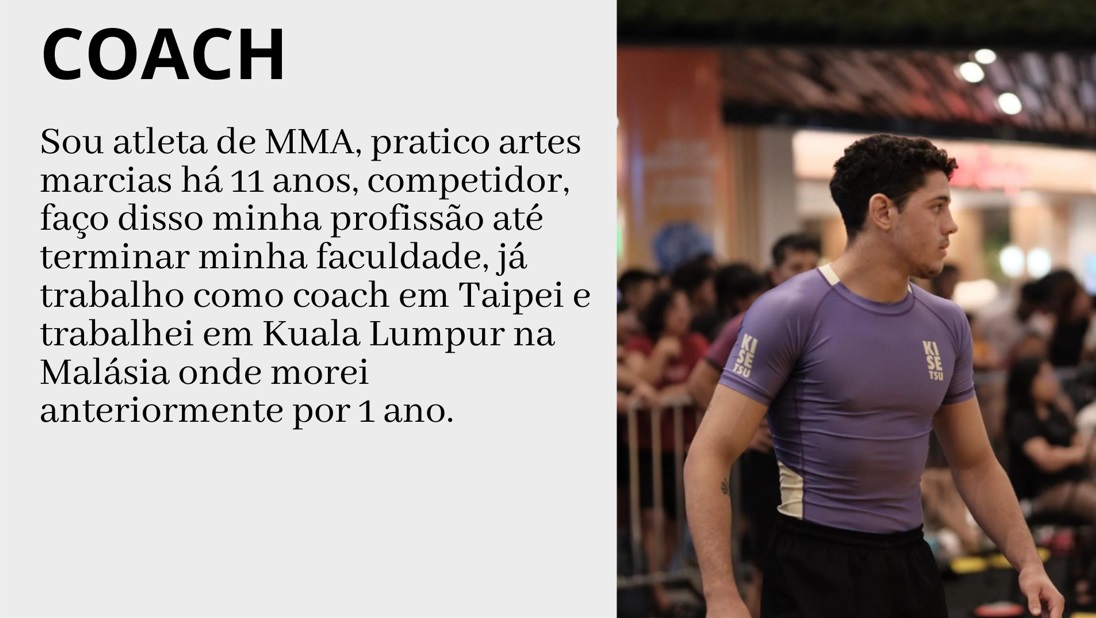 COACH
Sou atleta de MMA, pratico artes
marcias há 11 anos, competidor,
faço disso minha profissão até
terminar minha faculdade, já
trabalho como coach em Taipei e
trabalhei em Kuala Lumpur na
Malásia onde morei
anteriormente por 1 ano.
KI
SE
TSU
KI
SE
TSU